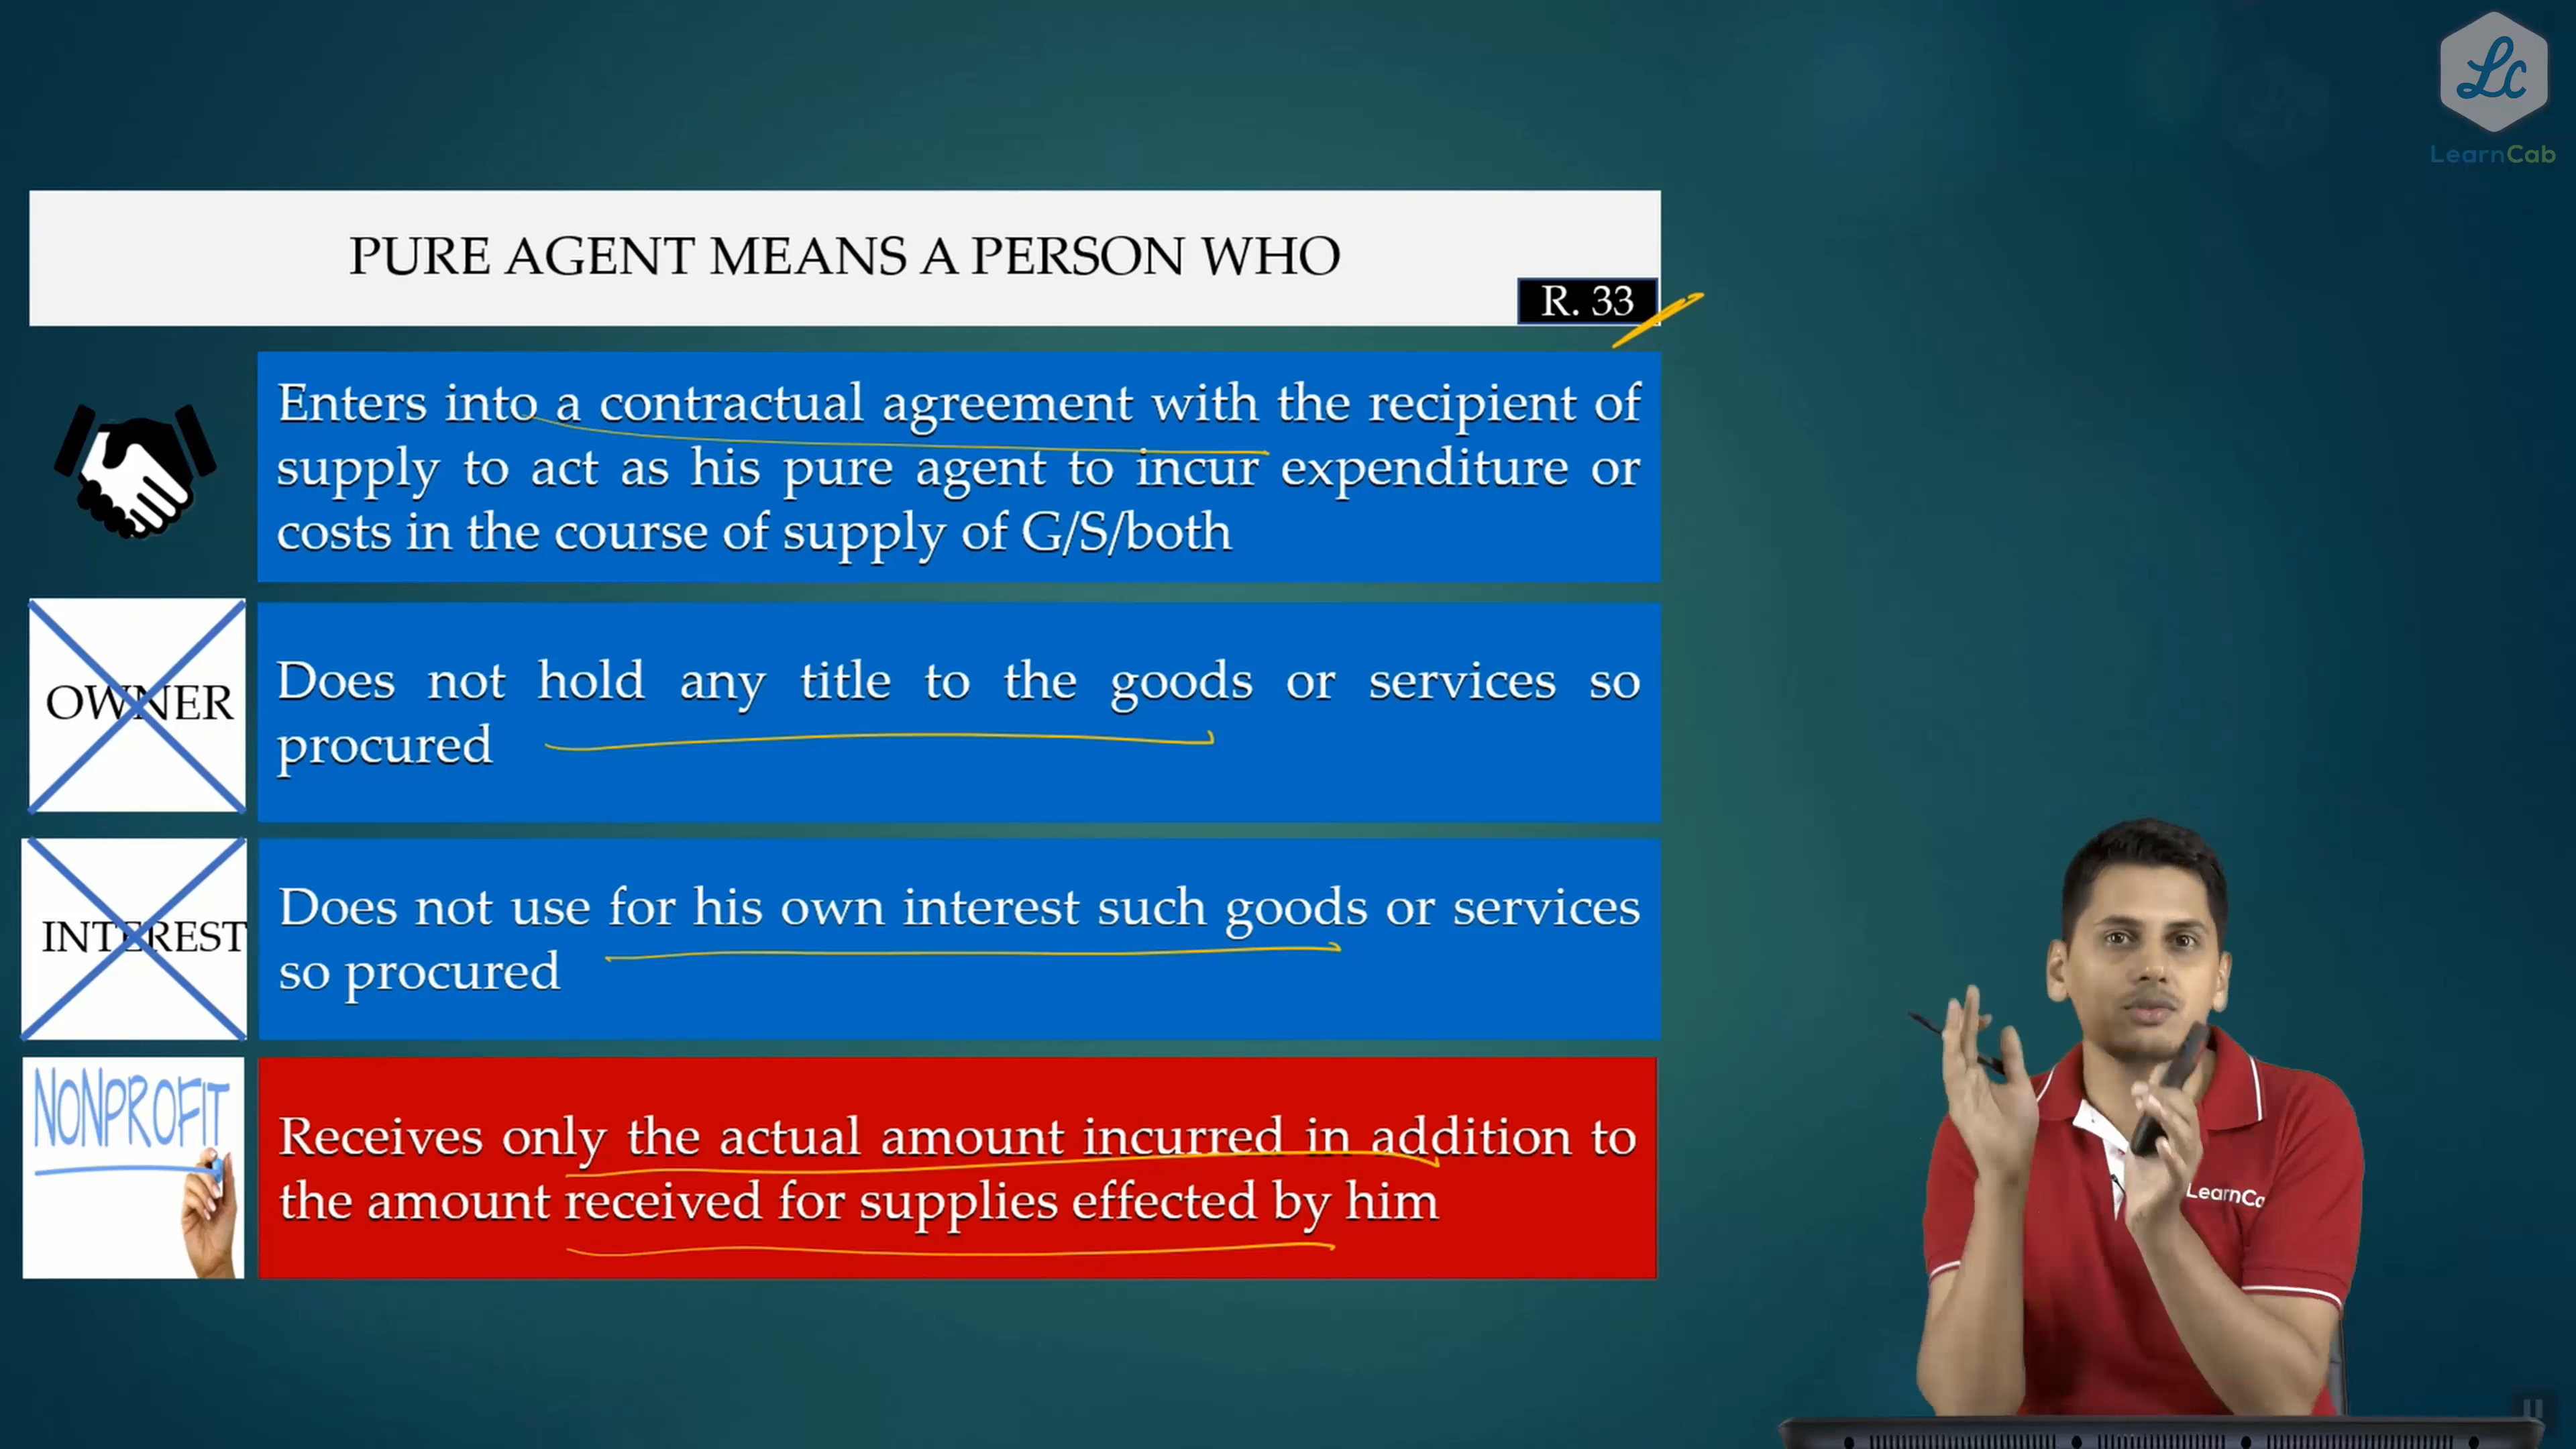 Lc
LearnCab
PURE AGENT MEANS A PERSON WHO
R. 33
Enters into a contractual agreement with the recipient of
supply to act as his pure agent to incur expenditure or
costs in the course of supply of G/S/both
OWNER
Does not hold any title to the goods or services so
procured
INTEREST
Does not use for his own interest such goods or services
so procured
NONPROFIT
Receives only the actual amount incurred in addition to
the amount received for supplies effected by him
LearnCa